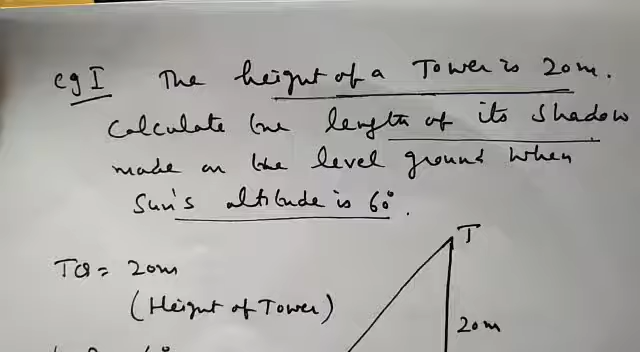 eg I The height of a Tower is 20m.
Calculate the length of its shadow
made on the level ground when
Sun's altitude is 60°.
T
TQ = 20m
(Height of Tower)
20m